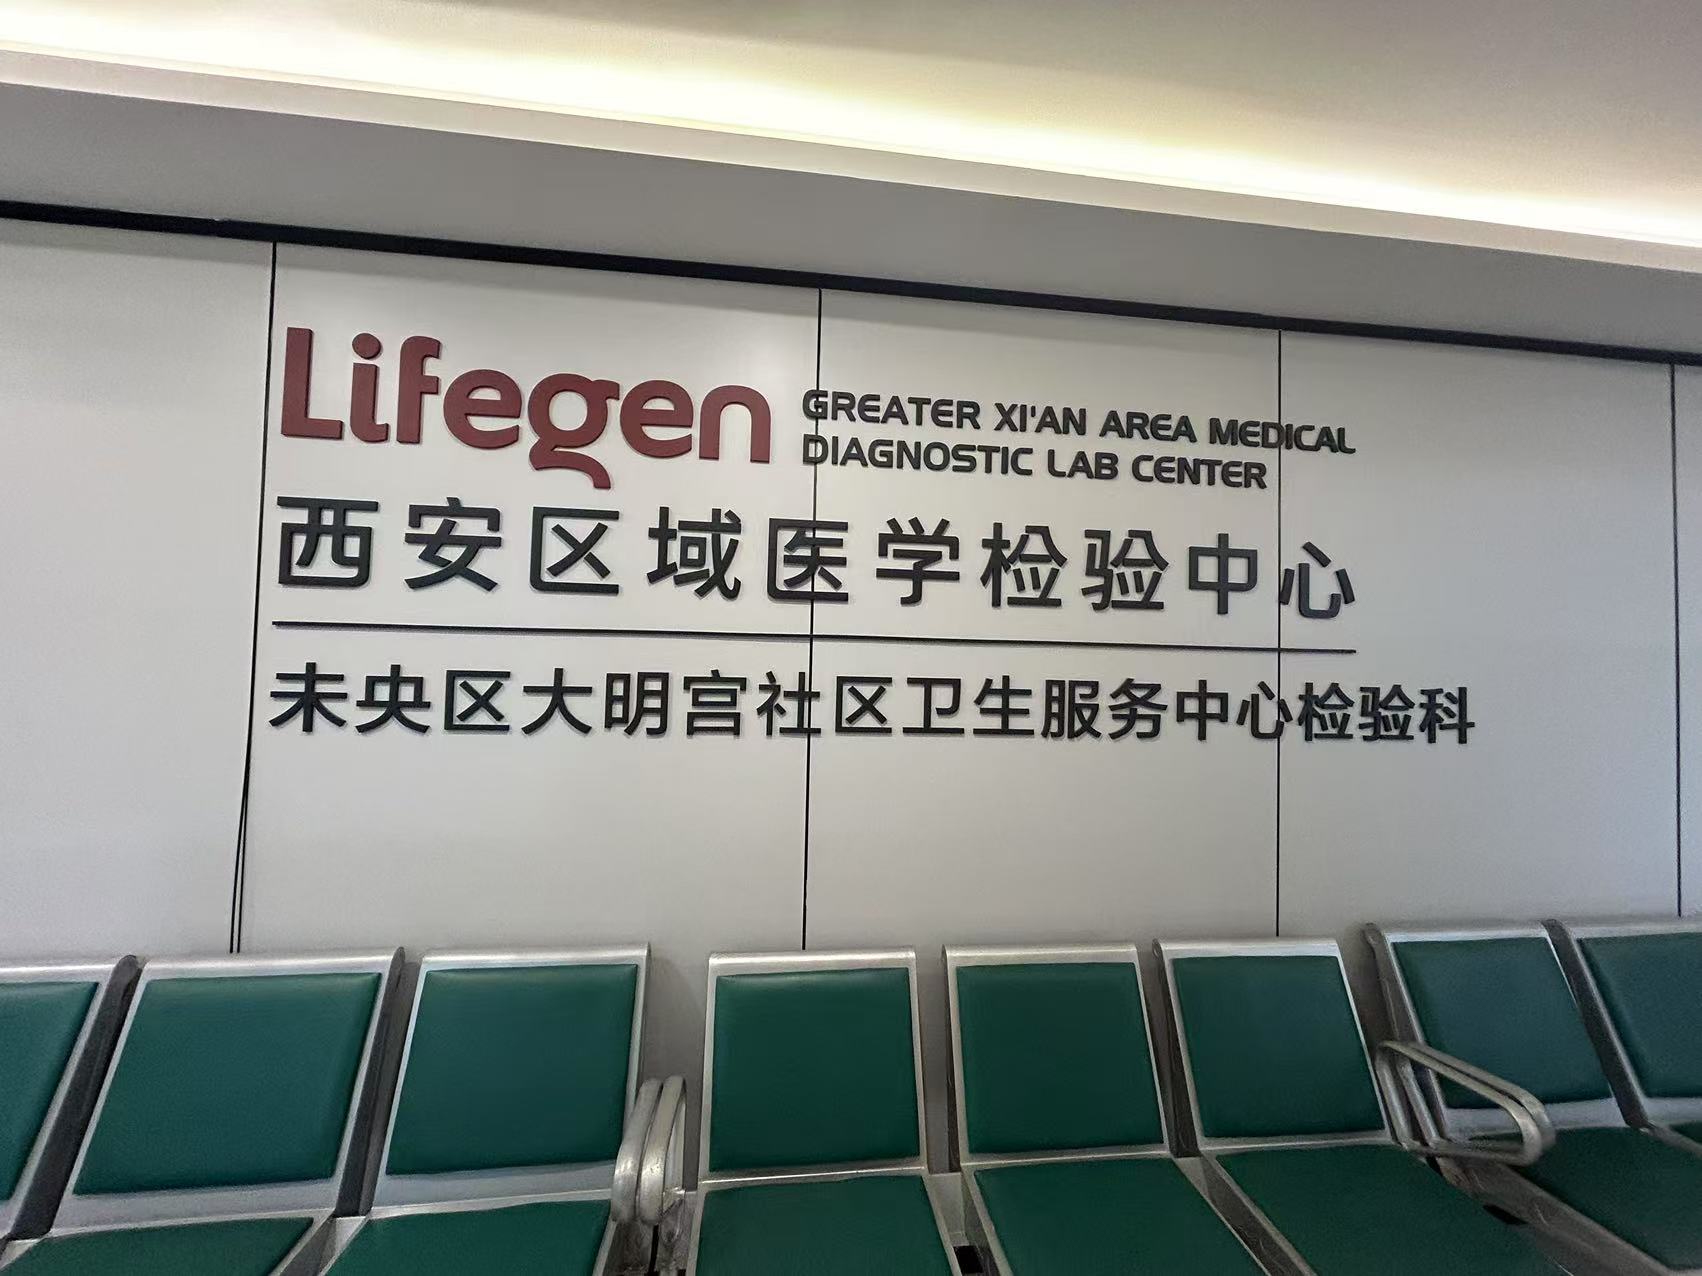 Lifegen
GREATER XI'AN AREA MEDICAL
DIAGNOSTIC LAB CENTER
西安区域医学检验中心
未央区大明宫社区卫生服务中心检验科